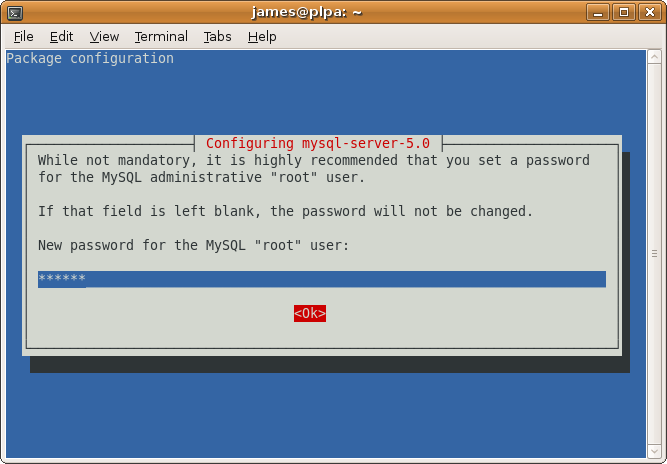 james@plpa: ~
File Edit View Terminal Tabs Help
Package configuration
Configuring mysql-server-5.0
While not mandatory, it is highly recommended that you set a password
for the MySQL administrative "root" user.
If that field is left blank, the password will not be changed.
New password for the MySQL "root" user:
******
<Ok>